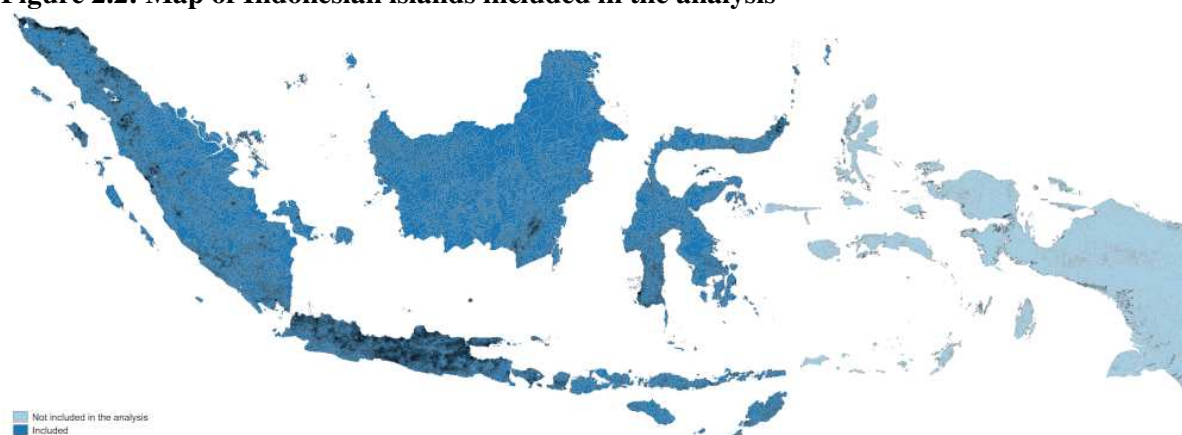 Figure 2.2: Map of Indonesian islands included in the analysis
Not included in the analysis
Included